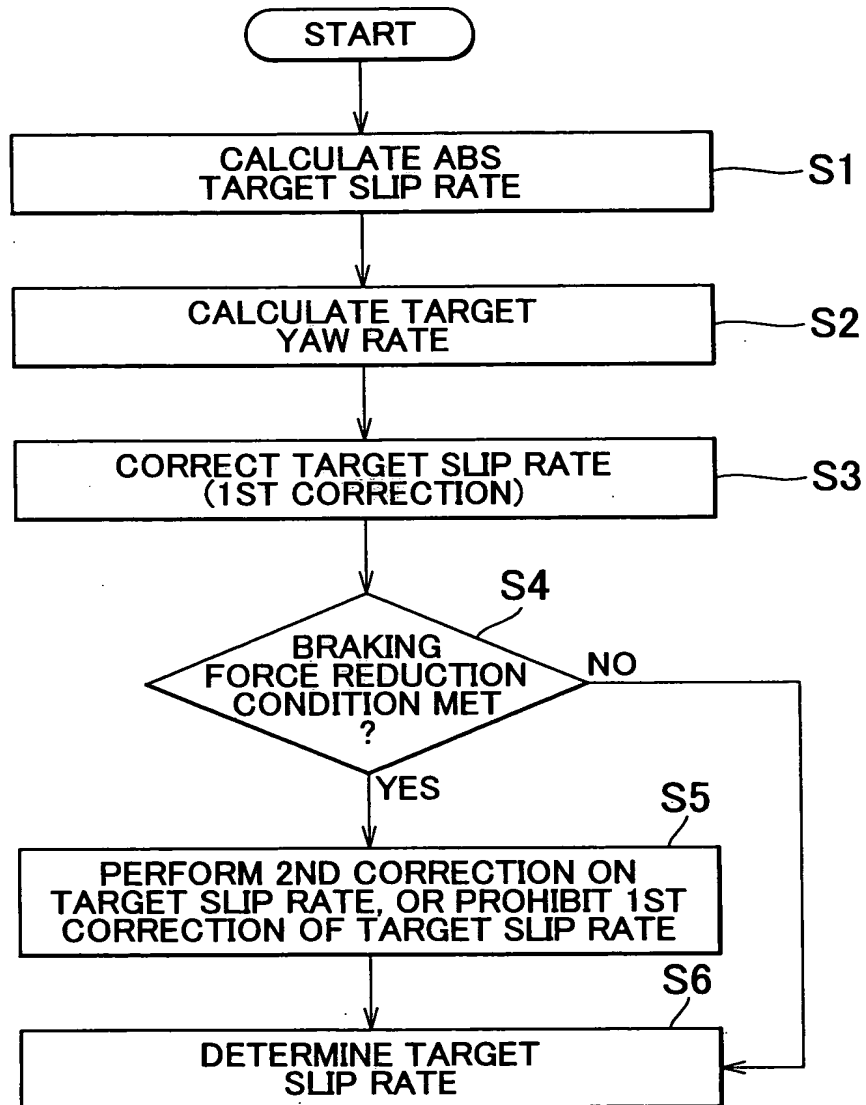 START
CALCULATE ABS
TARGET SLIP RATE
S1
CALCULATE TARGET
YAW RATE
S2
CORRECT TARGET SLIP RATE
(1ST CORRECTION)
S3
S4
BRAKING
FORCE REDUCTION
CONDITION MET
?
NO
YES
S5
PERFORM 2ND CORRECTION ON
TARGET SLIP RATE, OR PROHIBIT 1ST
CORRECTION OF TARGET SLIP RATE
S6
DETERMINE TARGET
SLIP RATE